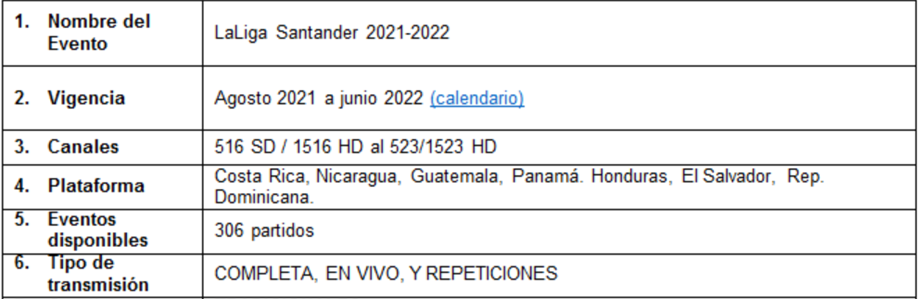 1. Nombre del Evento
LaLiga Santander 2021-2022
2. Vigencia
Agosto 2021 a junio 2022 (calendario)
3. Canales
516 SD / 1516 HD al 523/1523 HD
4. Plataforma
Costa Rica, Nicaragua, Guatemala, Panamá. Honduras, El Salvador, Rep.
Dominicana.
5. Eventos
disponibles
306 partidos
6. Tipo de
transmisión
COMPLETA, EN VIVO, Y REPETICIONES